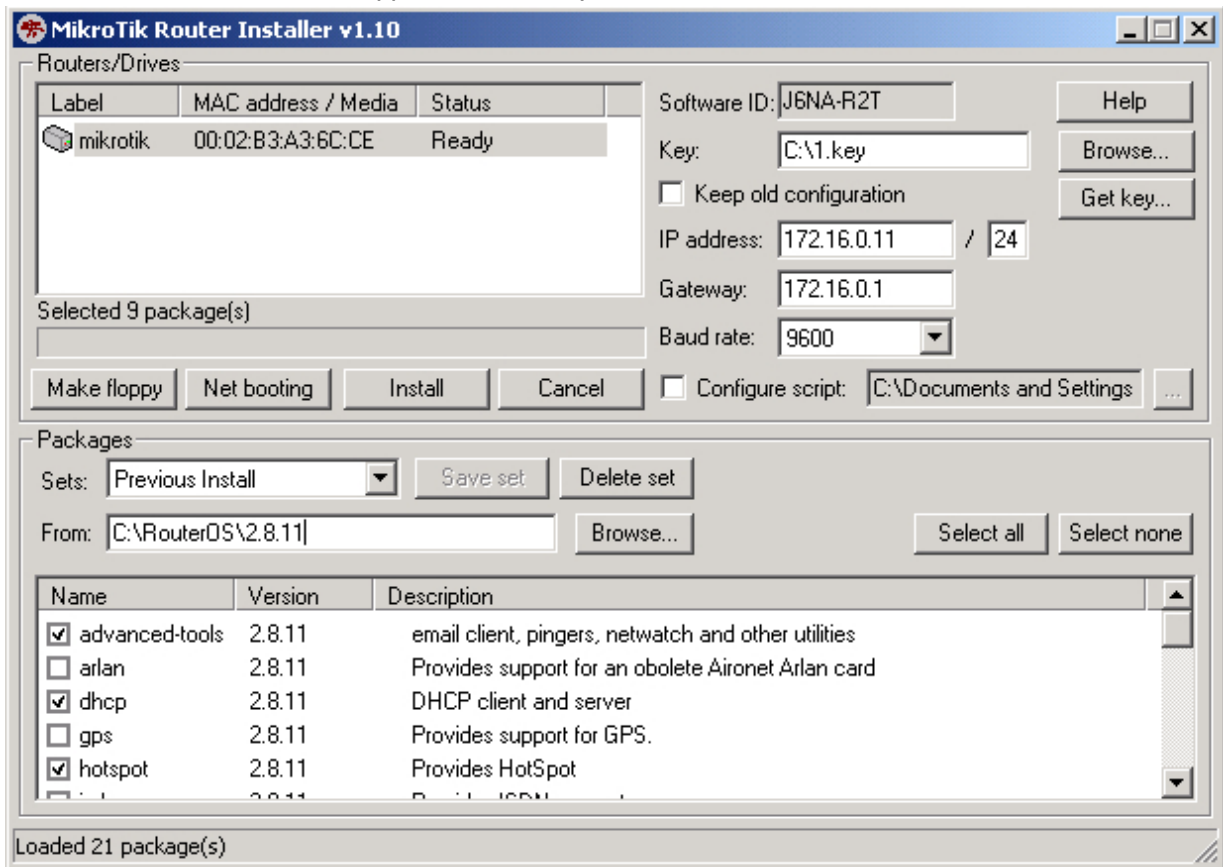 MikroTik Router Installer v1.10
Routers/Drives
Label MAC address / Media Status
mikrotik 00:02:B3:A3:6C:CE Ready
Selected 9 package(s)
Make floppy Net booting Install Cancel
Software ID: J6NA-R2T Help
Key: C:\1.key Browse...
Keep old configuration Get key...
IP address: 172.16.0.11 / 24
Gateway: 172.16.0.1
Baud rate: 9600
Configure script: C:\Documents and Settings ...
Packages
Sets: Previous Install Save set Delete set
From: C:\RouterOS\2.8.11 Browse... Select all Select none
Name Version Description
advanced-tools 2.8.11 email client, pingers, netwatch and other utilities
arlan 2.8.11 Provides support for an obolete Aironet Arlan card
dhcp 2.8.11 DHCP client and server
gps 2.8.11 Provides support for GPS.
hotspot 2.8.11 Provides HotSpot
Loaded 21 package(s)